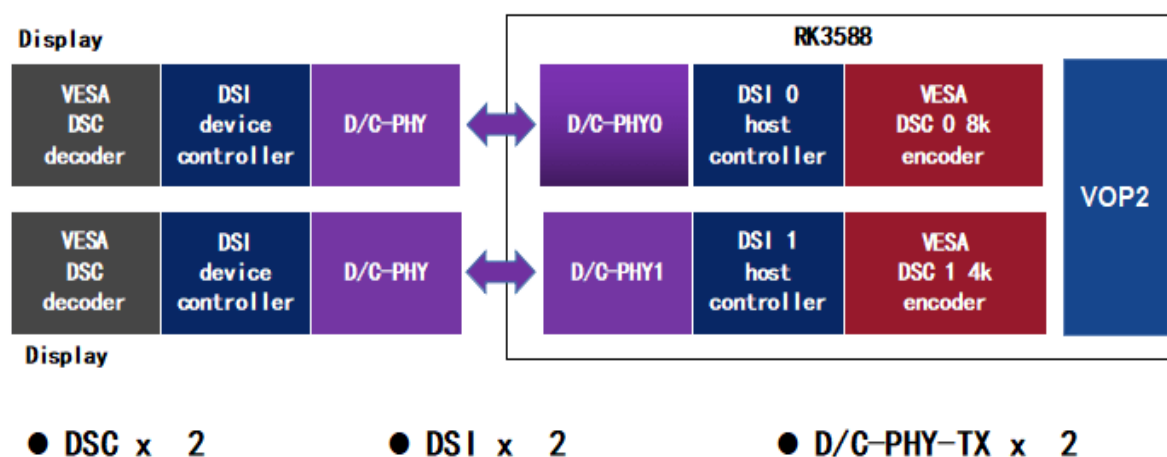 Display
RK3588
VESA
DSC
decoder
DSI
device
controller
D/C-PHY
D/C-PHY0
DSI 0
host
controller
VESA
DSC 0 8k
encoder
VOP2
VESA
DSC
decoder
DSI
device
controller
D/C-PHY
D/C-PHY1
DSI 1
host
controller
VESA
DSC 1 4k
encoder
Display
● DSC x 2
● DSI x 2
● D/C-PHY-TX x 2